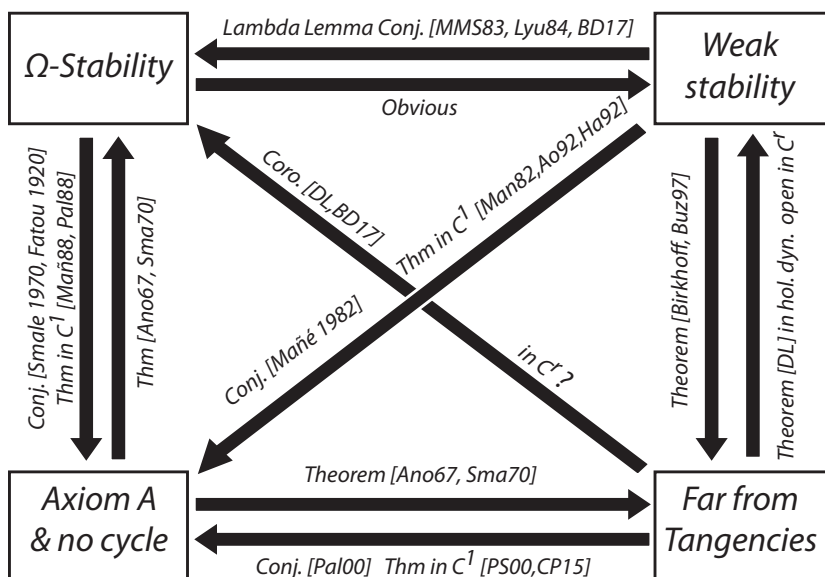 Lambda Lemma Conj. [MMS83, Lyu84, BD17]
Ω-Stability
Weak
stability
Obvious
Conj. [Smale 1970, Fatou 1920]
Thm in C¹ [Mañ88, Pal88]
Thm [Ano67, Sma70]
Coro. [DL,BD17]
in Cʳ ?
Thm in C¹ [Man82,Ao92,Ha92]
Conj. [Mañé 1982]
Theorem [Birkhoff, Buz97]
Theorem [DL] in hol. dyn. open in Cʳ
Axiom A
& no cycle
Theorem [Ano67, Sma70]
Far from
Tangencies
Conj. [Pal00] Thm in C¹ [PS00,CP15]